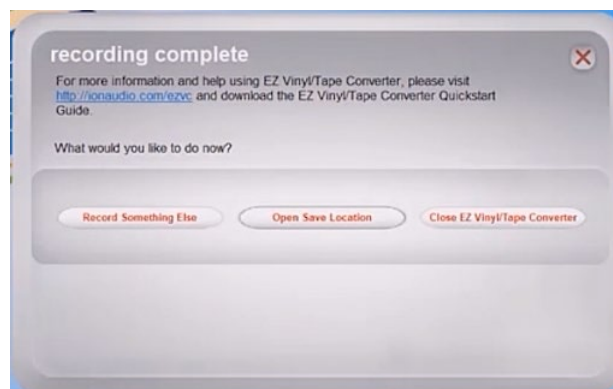 recording complete
For more information and help using EZ Vinyl/Tape Converter, please visit
http://ionaudio.com/ezvc and download the EZ Vinyl/Tape Converter Quickstart
Guide.
What would you like to do now?
Record Something Else
Open Save Location
Close EZ Vinyl/Tape Converter